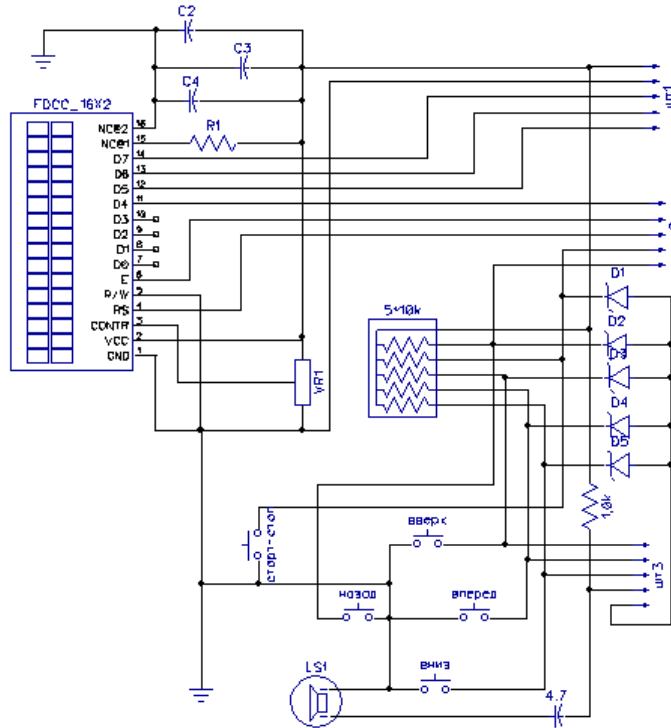 C2
C3
C4
FDCC_16X2
R1
NC@2 16
NC@1 15
D7 14
D6 13
D5 12
D4 11
D3 10
D2 9
D1 8
D0 7
E 6
R/W 5
RS 4
CONTR 3
VCC 2
GND 1
VR1
шт1
5*10k
D1
D2
D3
D4
D5
1,0k
старт-стоп
вверх
назад
вперед
вниз
шт3
LS1
4.7